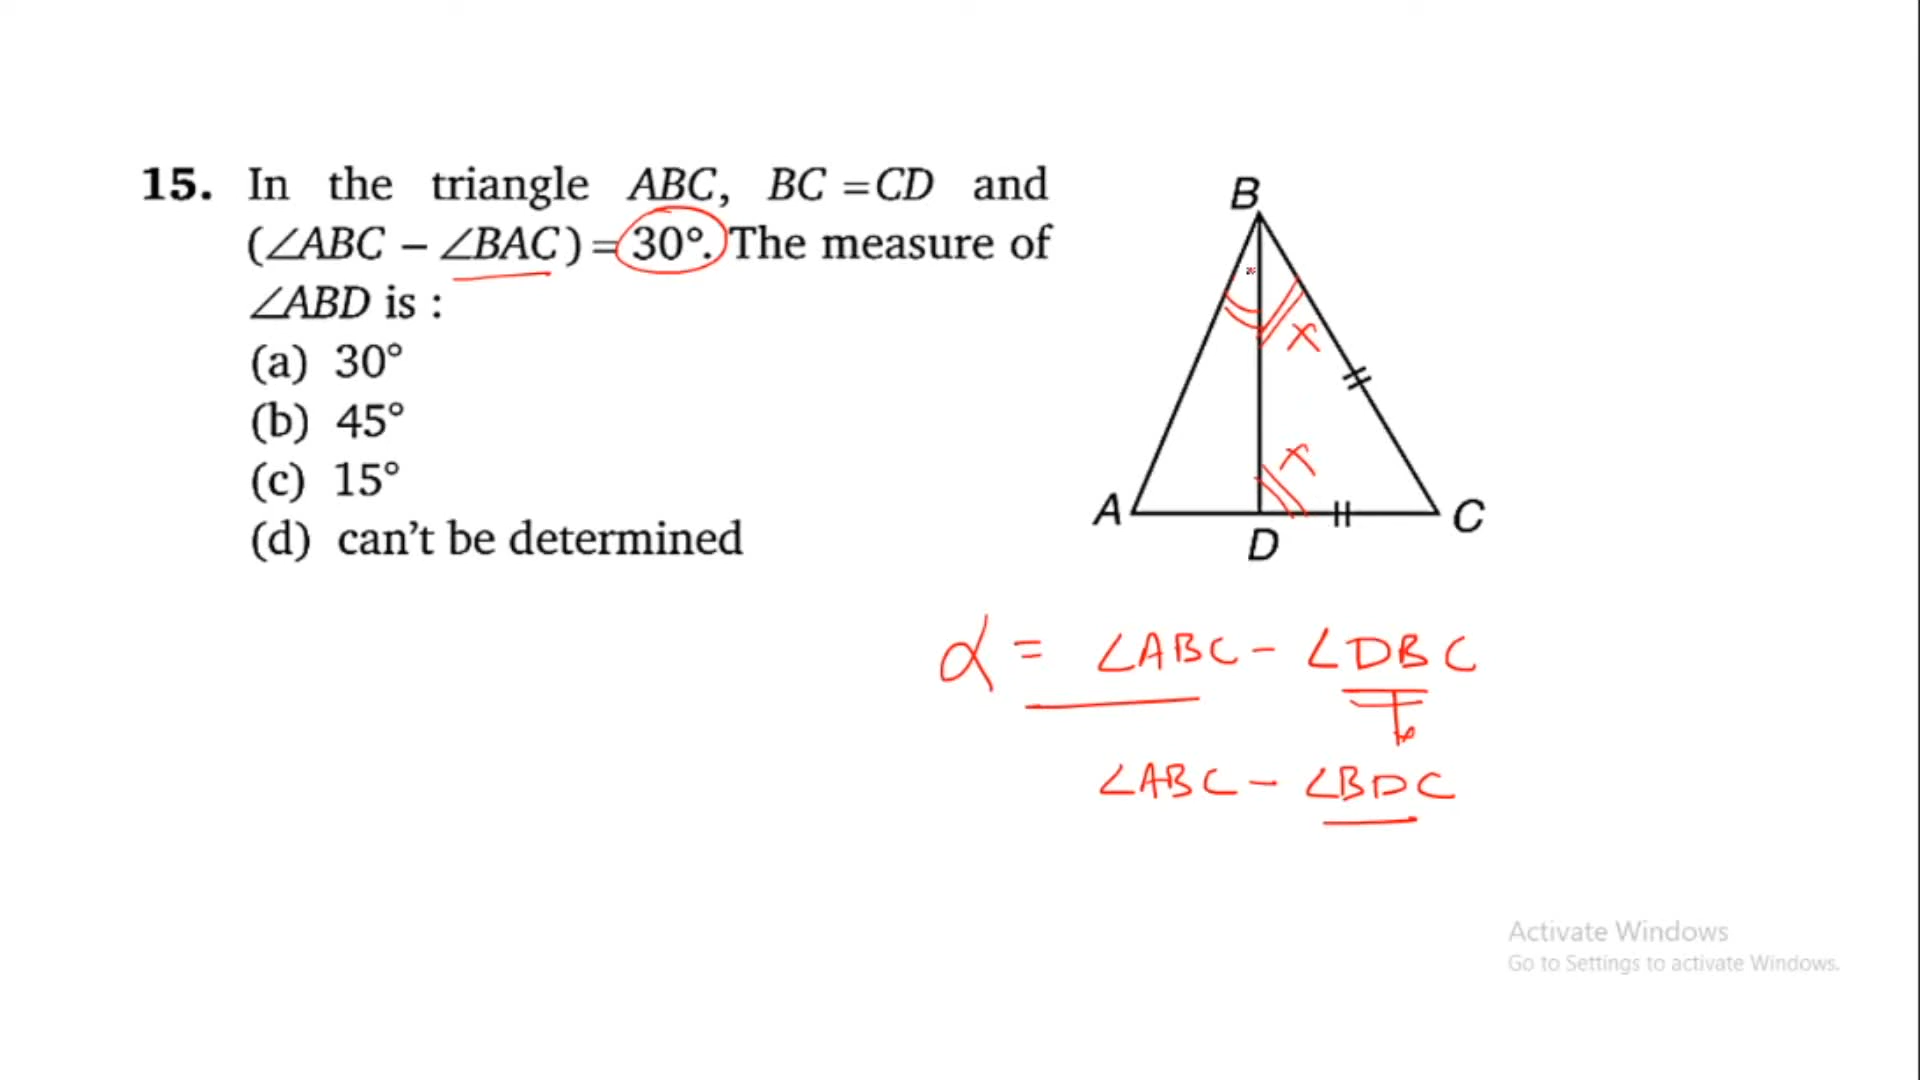 15. In the triangle ABC, BC = CD and
(∠ABC – ∠BAC) = 30°. The measure of
∠ABD is :
(a) 30°
(b) 45°
(c) 15°
(d) can't be determined
B
x
x
A
D
C
α = ∠ABC – ∠DBC
∠ABC – ∠BDC
Activate Windows
Go to Settings to activate Windows.